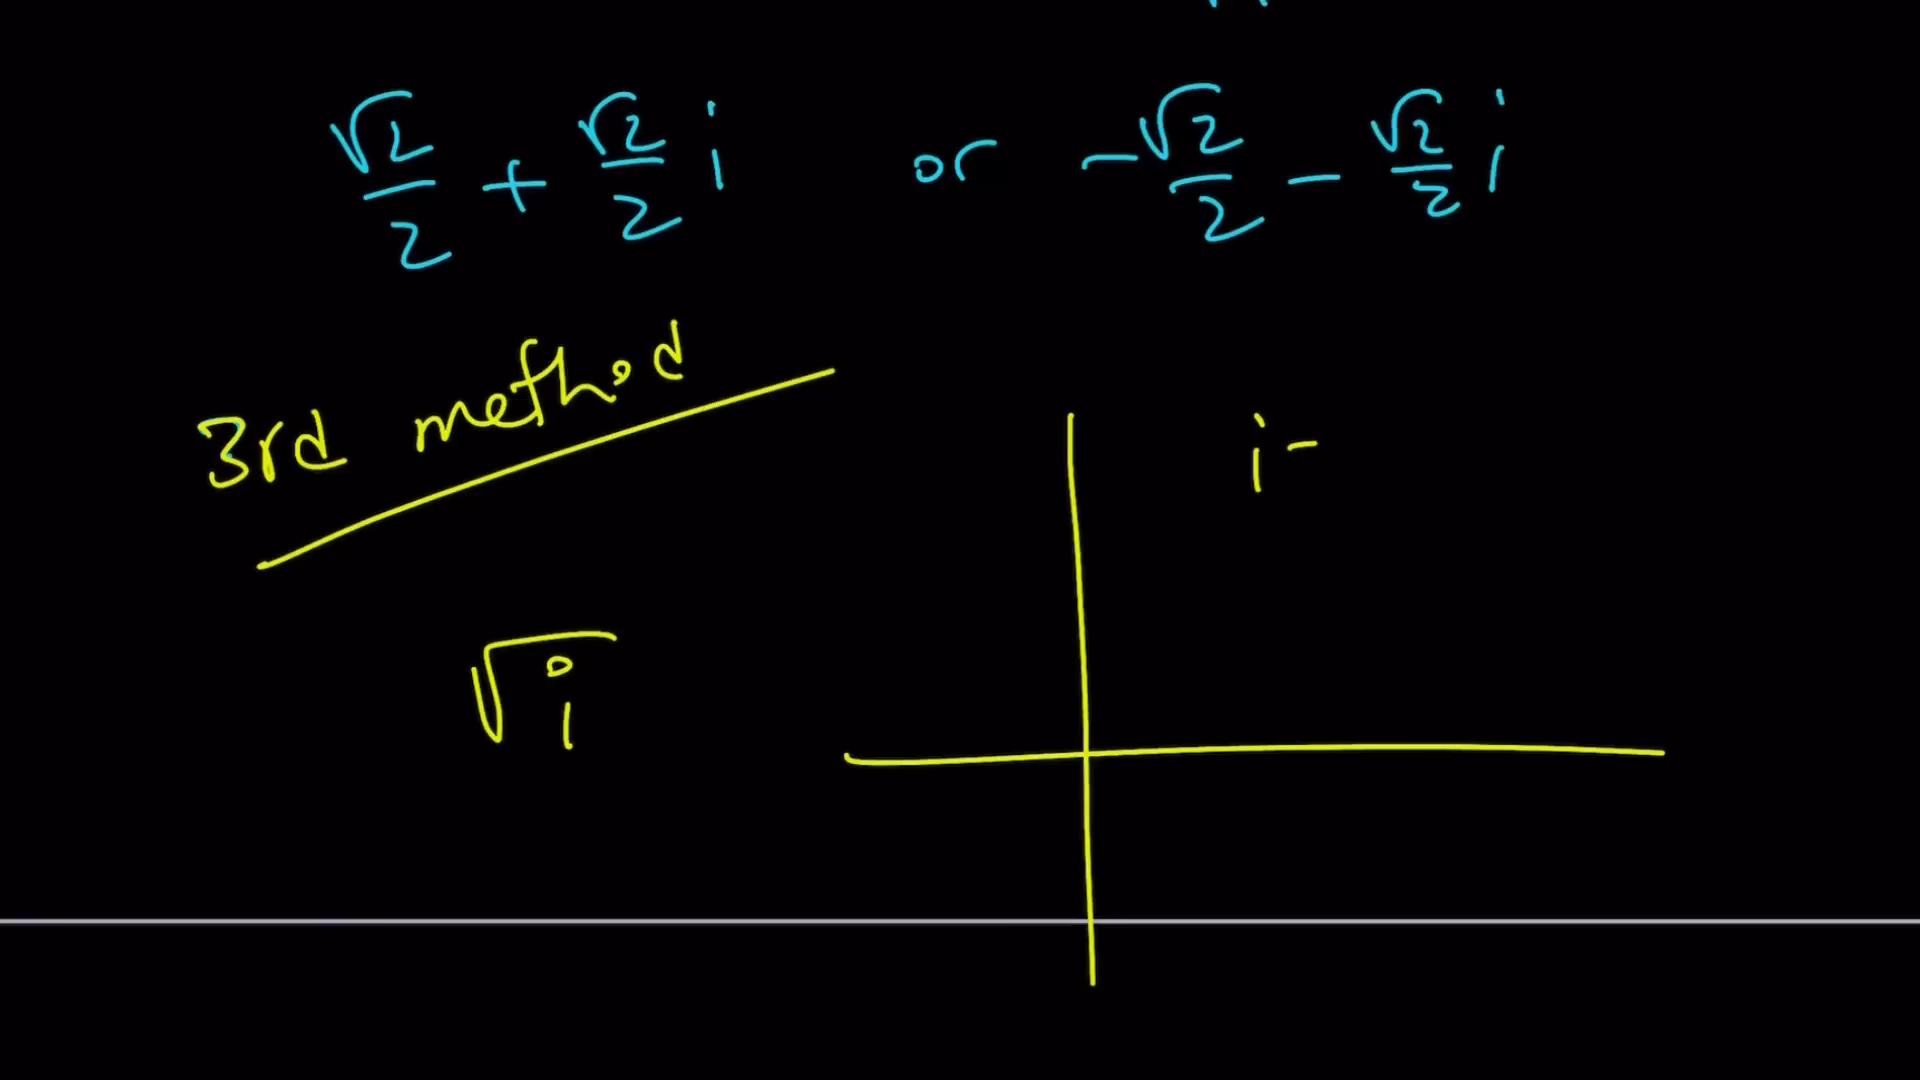 √2/2 + √2/2 i or -√2/2 - √2/2 i
3rd method
i-
√i